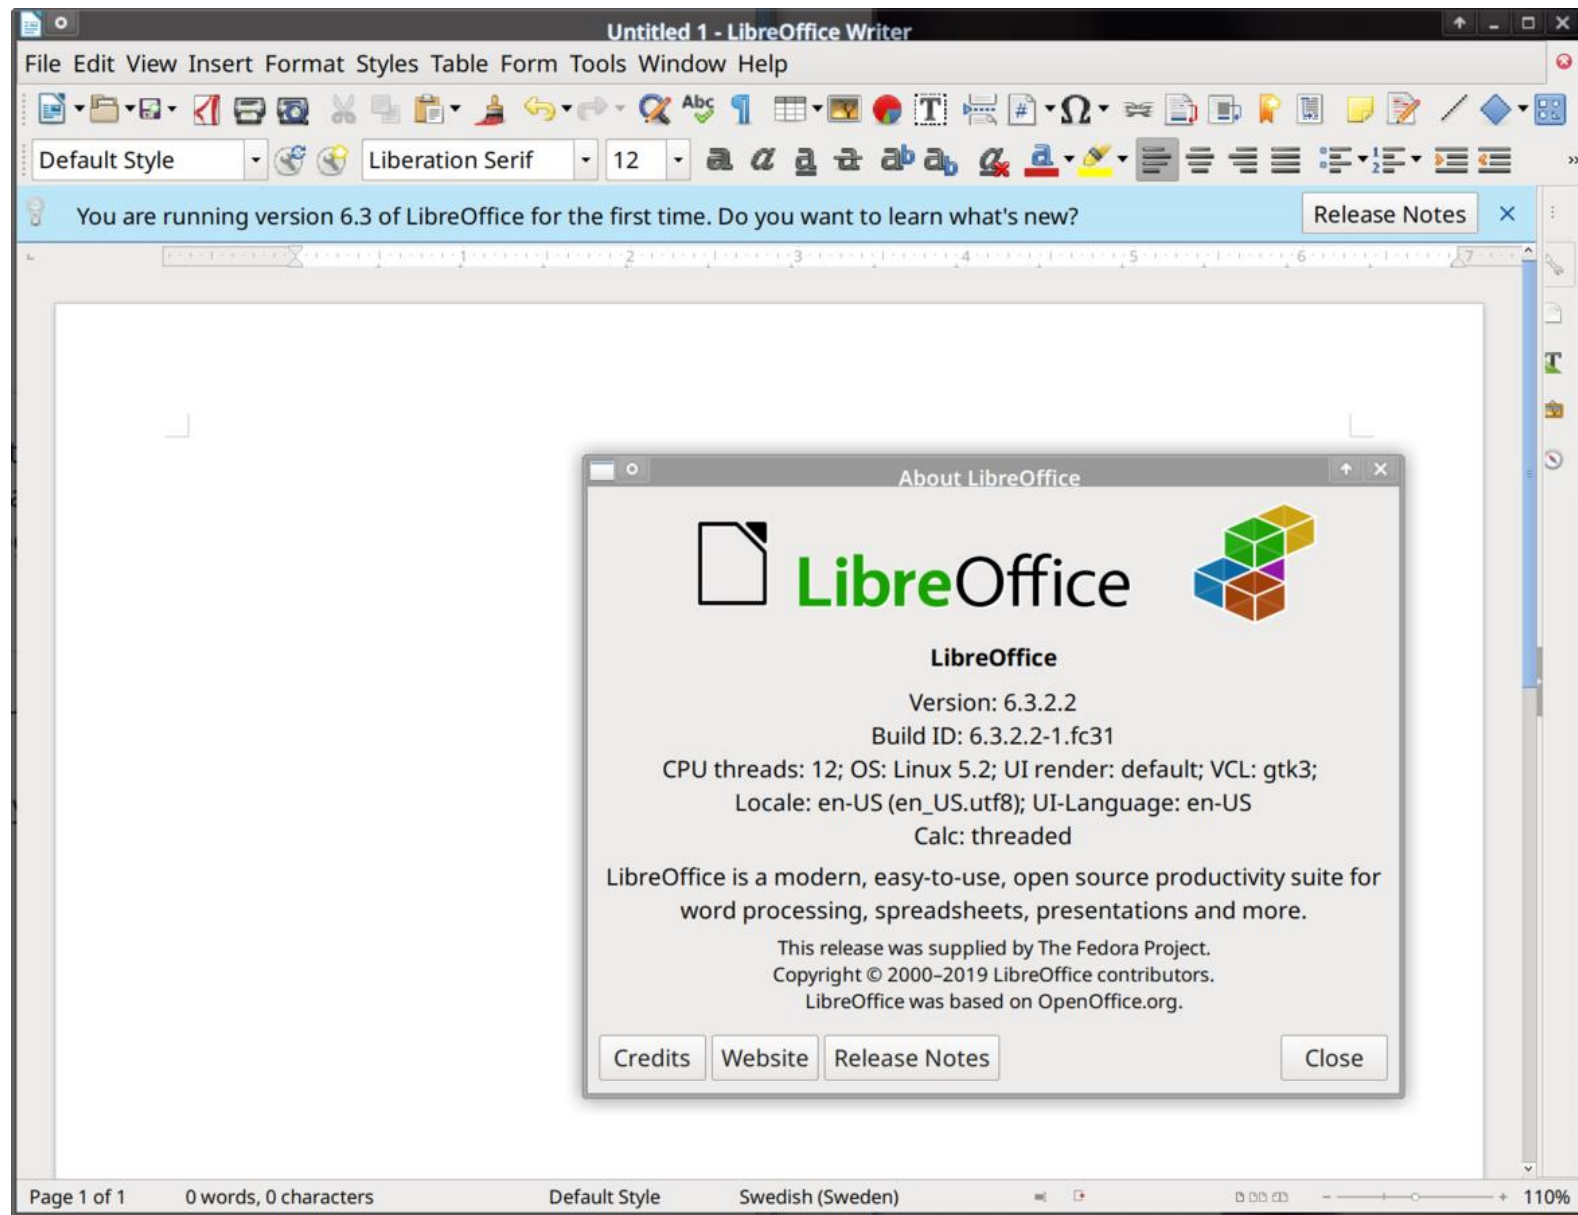 Untitled 1 - LibreOffice Writer
File Edit View Insert Format Styles Table Form Tools Window Help
Default Style Liberation Serif 12
You are running version 6.3 of LibreOffice for the first time. Do you want to learn what's new? Release Notes
1 2 3 4 5 6 7
About LibreOffice
LibreOffice
LibreOffice
Version: 6.3.2.2
Build ID: 6.3.2.2-1.fc31
CPU threads: 12; OS: Linux 5.2; UI render: default; VCL: gtk3;
Locale: en-US (en_US.utf8); UI-Language: en-US
Calc: threaded
LibreOffice is a modern, easy-to-use, open source productivity suite for
word processing, spreadsheets, presentations and more.
This release was supplied by The Fedora Project.
Copyright © 2000–2019 LibreOffice contributors.
LibreOffice was based on OpenOffice.org.
Credits Website Release Notes Close
Page 1 of 1 0 words, 0 characters Default Style Swedish (Sweden) 110%